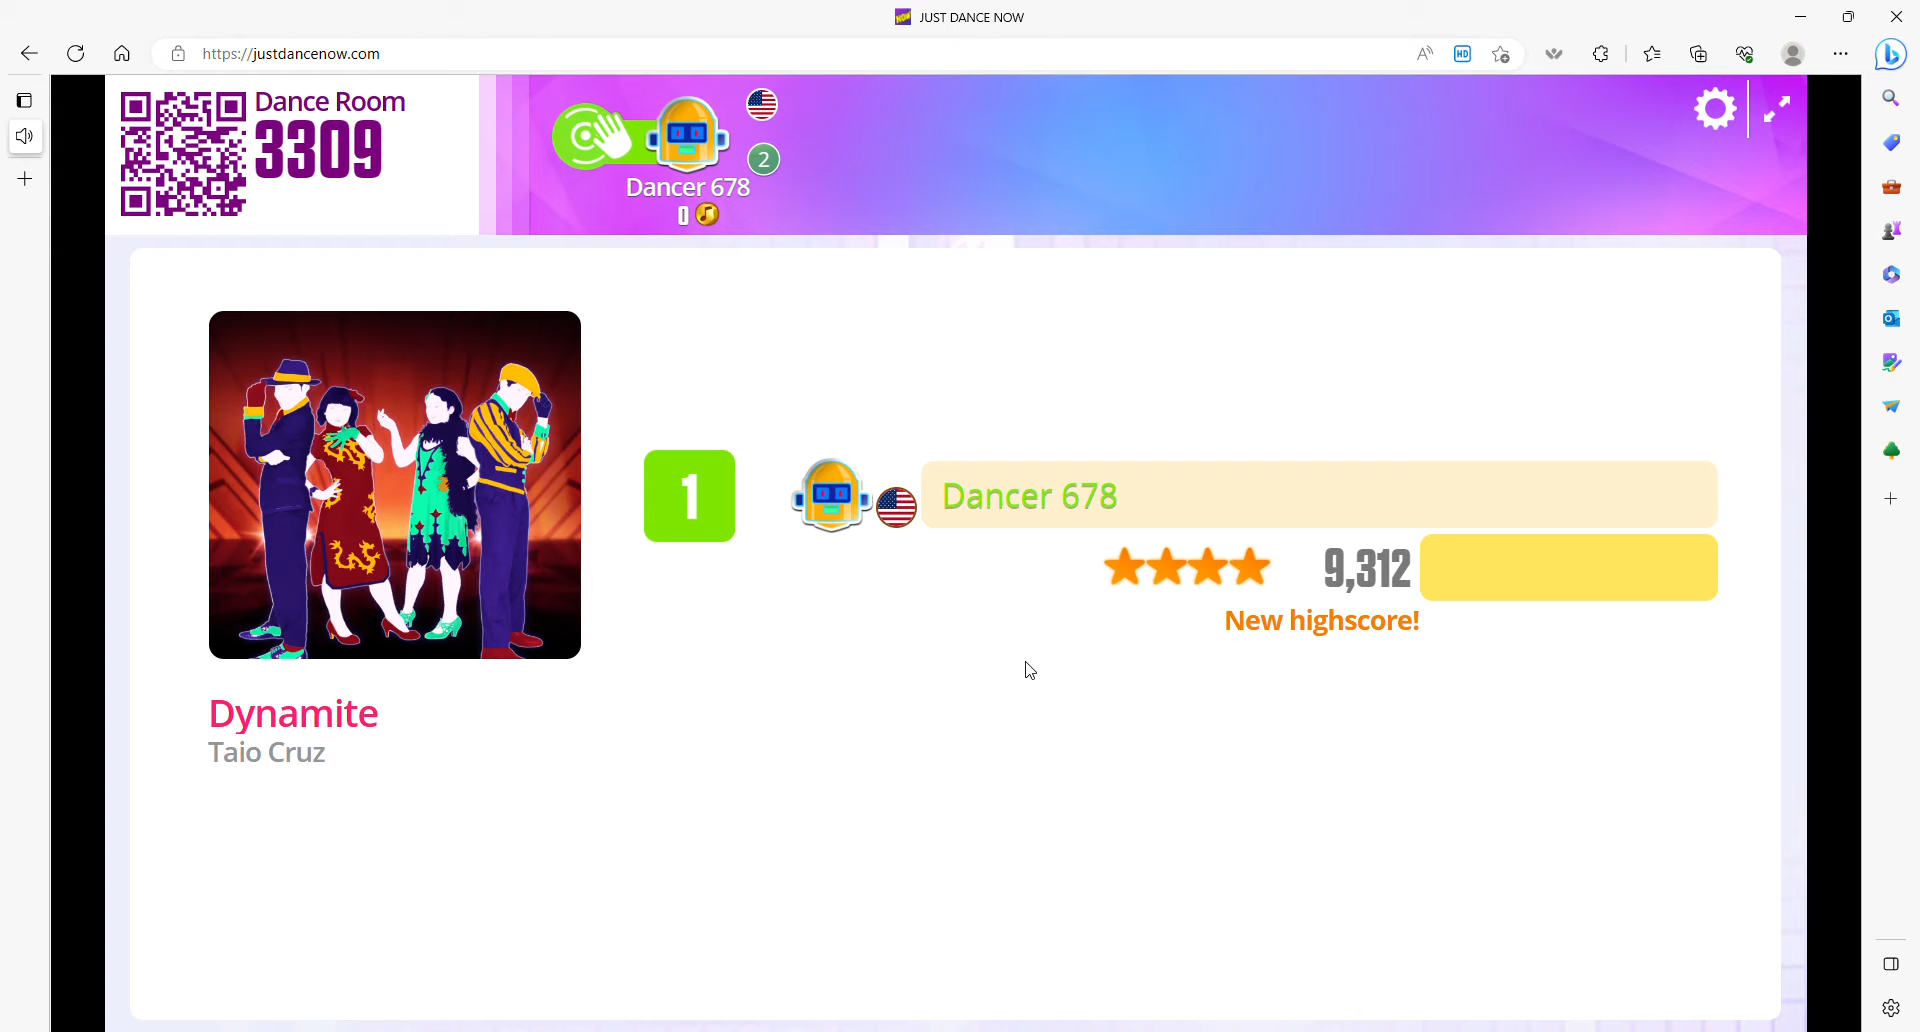 JUST DANCE NOW
https://justdancenow.com
HD
Dance Room
3309
2
Dancer 678
0
1
Dancer 678
9,312
New highscore!
Dynamite
Taio Cruz